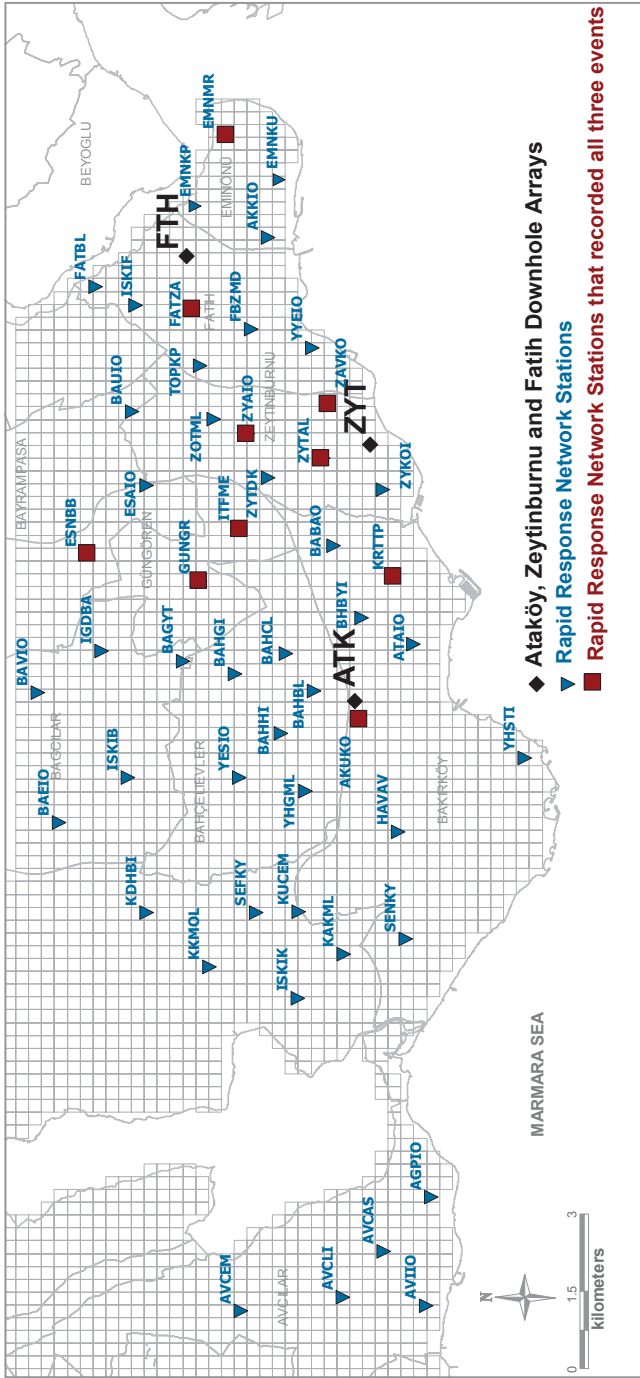 BEYOGLU
BAYRAMPASA
EMNMR
EMINÖNÜ
EMNKP
EMNKU
AKKIO
FTH
FATBL
ISKIF
FATZA
FATIH
FBZMD
YYEIO
BAUIO
TOPKP
ZOTML
ZYAIO
ZEYTINBURNU
ZAVKO
ZYTAL
ZYT
ESAIO
ITFME
ZYTDK
ZYKOI
ESNBB
GÜNGÖREN
GUNGR
BABAO
KRTTP
BAVIO
IGDBA
BAGYT
BAHGI
BAHCL
BHBYI
ATAIO
BAHBL
ATK
BAGCILAR
ISKIB
BAHÇELIEVLER
YESIO
BAHHI
AKUKO
YHGML
BAKIRKÖY
YHSTI
BAEIO
HAVAV
KDHBI
SEFKY
KUCEM
KKMOL
KAKML
SENKY
ISKIK
MARMARA SEA
AVCEM
AVCILAR
AVCLI
AVCAS
AGPIO
AVIIO
N
0 1.5 3
kilometers
Ataköy, Zeytinburnu and Fatih Downhole Arrays
Rapid Response Network Stations
Rapid Response Network Stations that recorded all three events